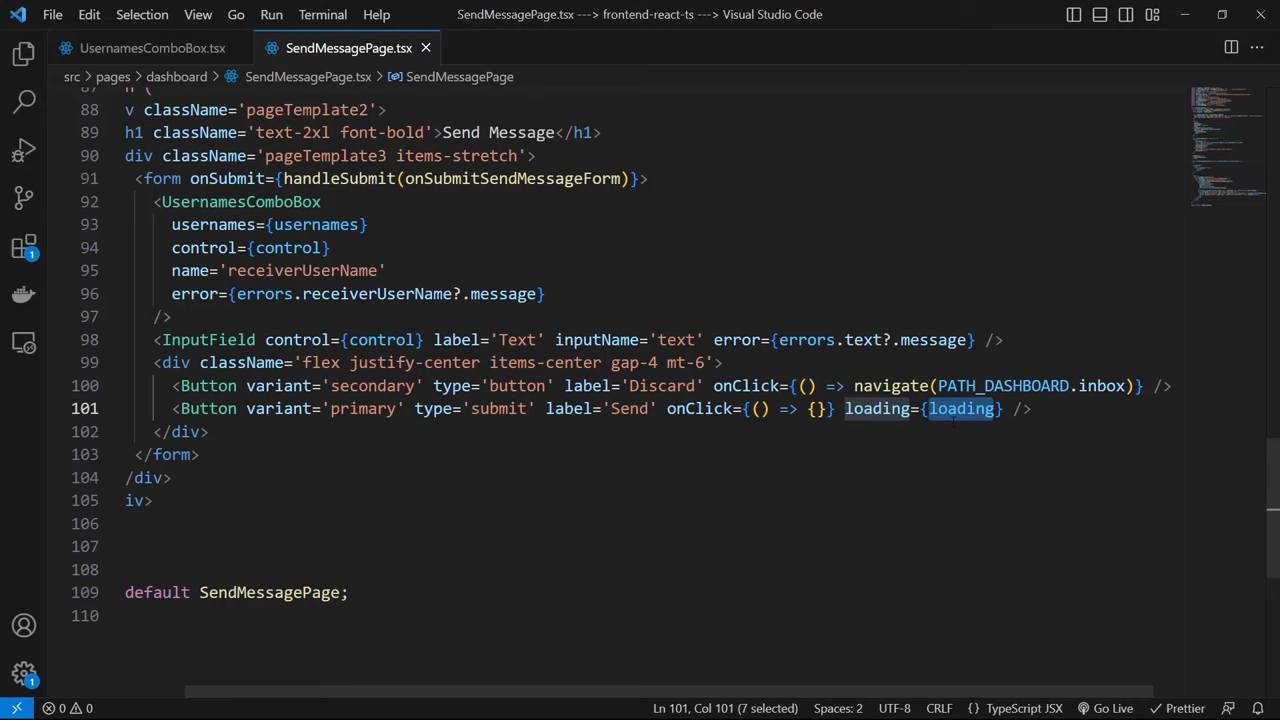 File Edit Selection View Go Run Terminal Help SendMessagePage.tsx ---> frontend-react-ts ---> Visual Studio Code
UsernamesComboBox.tsx SendMessagePage.tsx
src > pages > dashboard > SendMessagePage.tsx > SendMessagePage
88 v className='pageTemplate2'>
89 h1 className='text-2xl font-bold'>Send Message</h1>
90 div className='pageTemplate3 items-stretch'>
91 <form onSubmit={handleSubmit(onSubmitSendMessageForm)}>
92 <UsernamesComboBox
93 usernames={usernames}
94 control={control}
95 name='receiverUserName'
96 error={errors.receiverUserName?.message}
97 />
98 <InputField control={control} label='Text' inputName='text' error={errors.text?.message} />
99 <div className='flex justify-center items-center gap-4 mt-6'>
100 <Button variant='secondary' type='button' label='Discard' onClick={() => navigate(PATH_DASHBOARD.inbox)} />
101 <Button variant='primary' type='submit' label='Send' onClick={() => {}} loading={loading} />
102 </div>
103 </form>
104 /div>
105 iv>
106
107
108
109 default SendMessagePage;
110
1
1
0 0 Ln 101, Col 101 (7 selected) Spaces: 2 UTF-8 CRLF {} TypeScript JSX Go Live Prettier